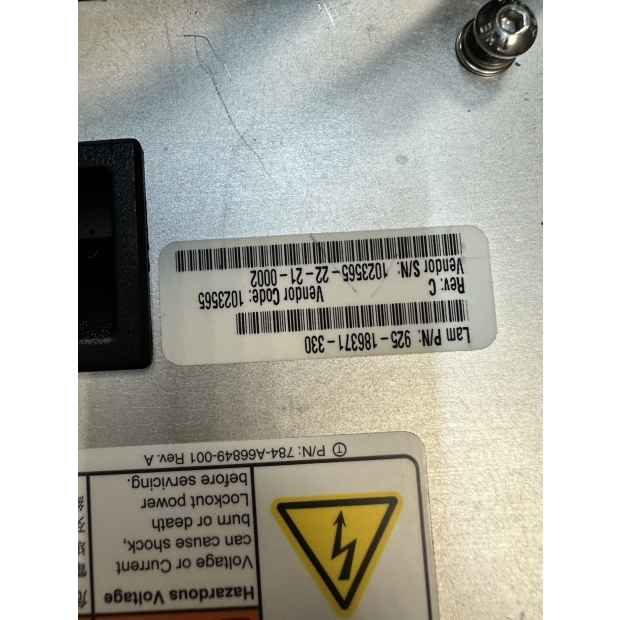 Lam P/N: 925-186371-330
Rev: C Vendor Code: 1023565
Vendor S/N: 1023565-22-21-0002
Hazardous Voltage
Voltage or Current
can cause shock,
burn or death
Lockout power
before servicing.
P/N: 784-A66849-001 Rev. A